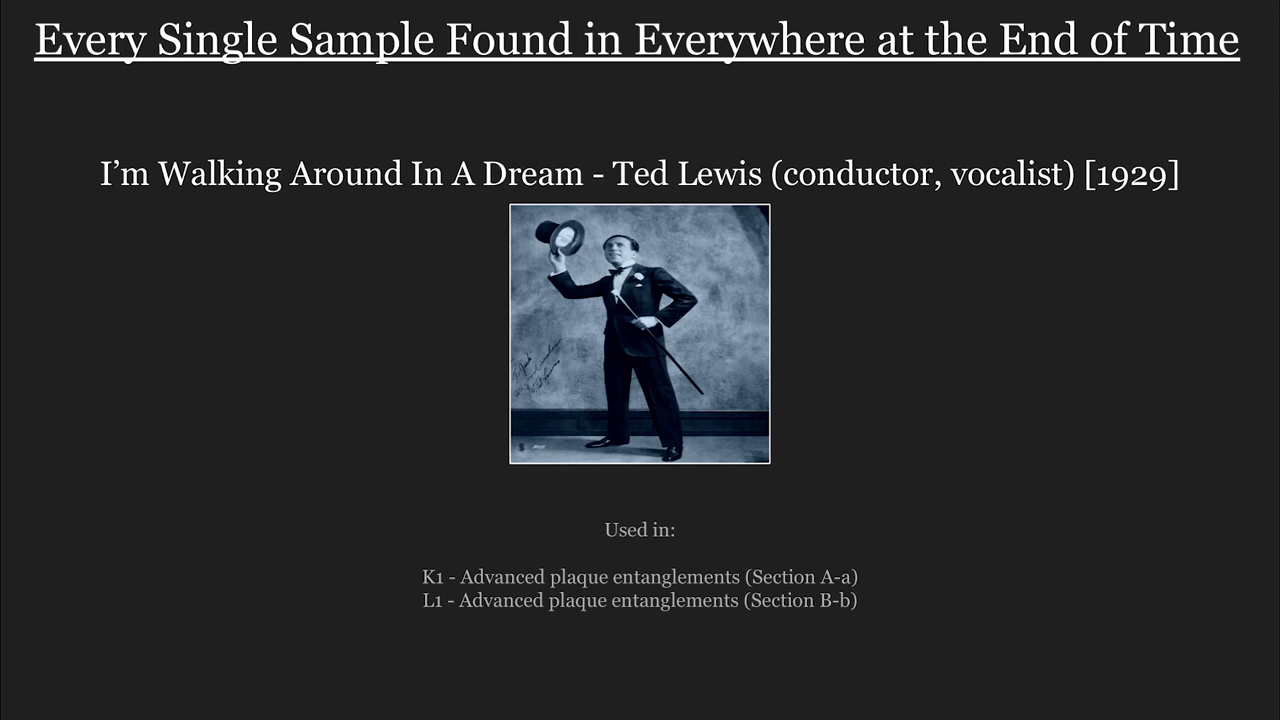 Every Single Sample Found in Everywhere at the End of Time
I’m Walking Around In A Dream - Ted Lewis (conductor, vocalist) [1929]
Used in:
K1 - Advanced plaque entanglements (Section A-a)
L1 - Advanced plaque entanglements (Section B-b)